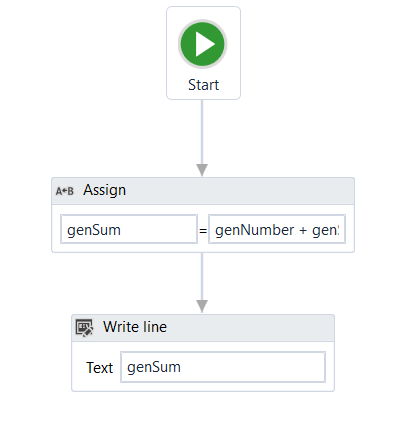 Start
A←B Assign
genSum = genNumber + gen
Write line
Text genSum